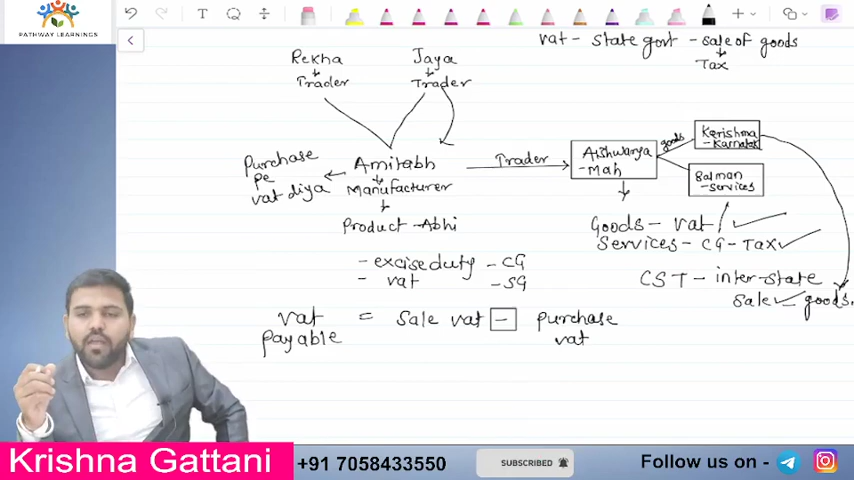 PATHWAY LEARNINGS
vat - state govt - sale of goods
Tax
Rekha
Trader
Jaya
Trader
Purchase
pe
vat diya
Amitabh
Manufacturer
Product - Abhi
Trader
Aishwarya
- Mah
goods
Karishma
- Karnatak
Salman
- services
Goods - vat
Services - CG - Tax
CST - inter-state
sale goods.
- excise duty - CG
- vat - SG
vat = sale vat - purchase
payable vat
Krishna Gattani
+91 7058433550
SUBSCRIBED
Follow us on -